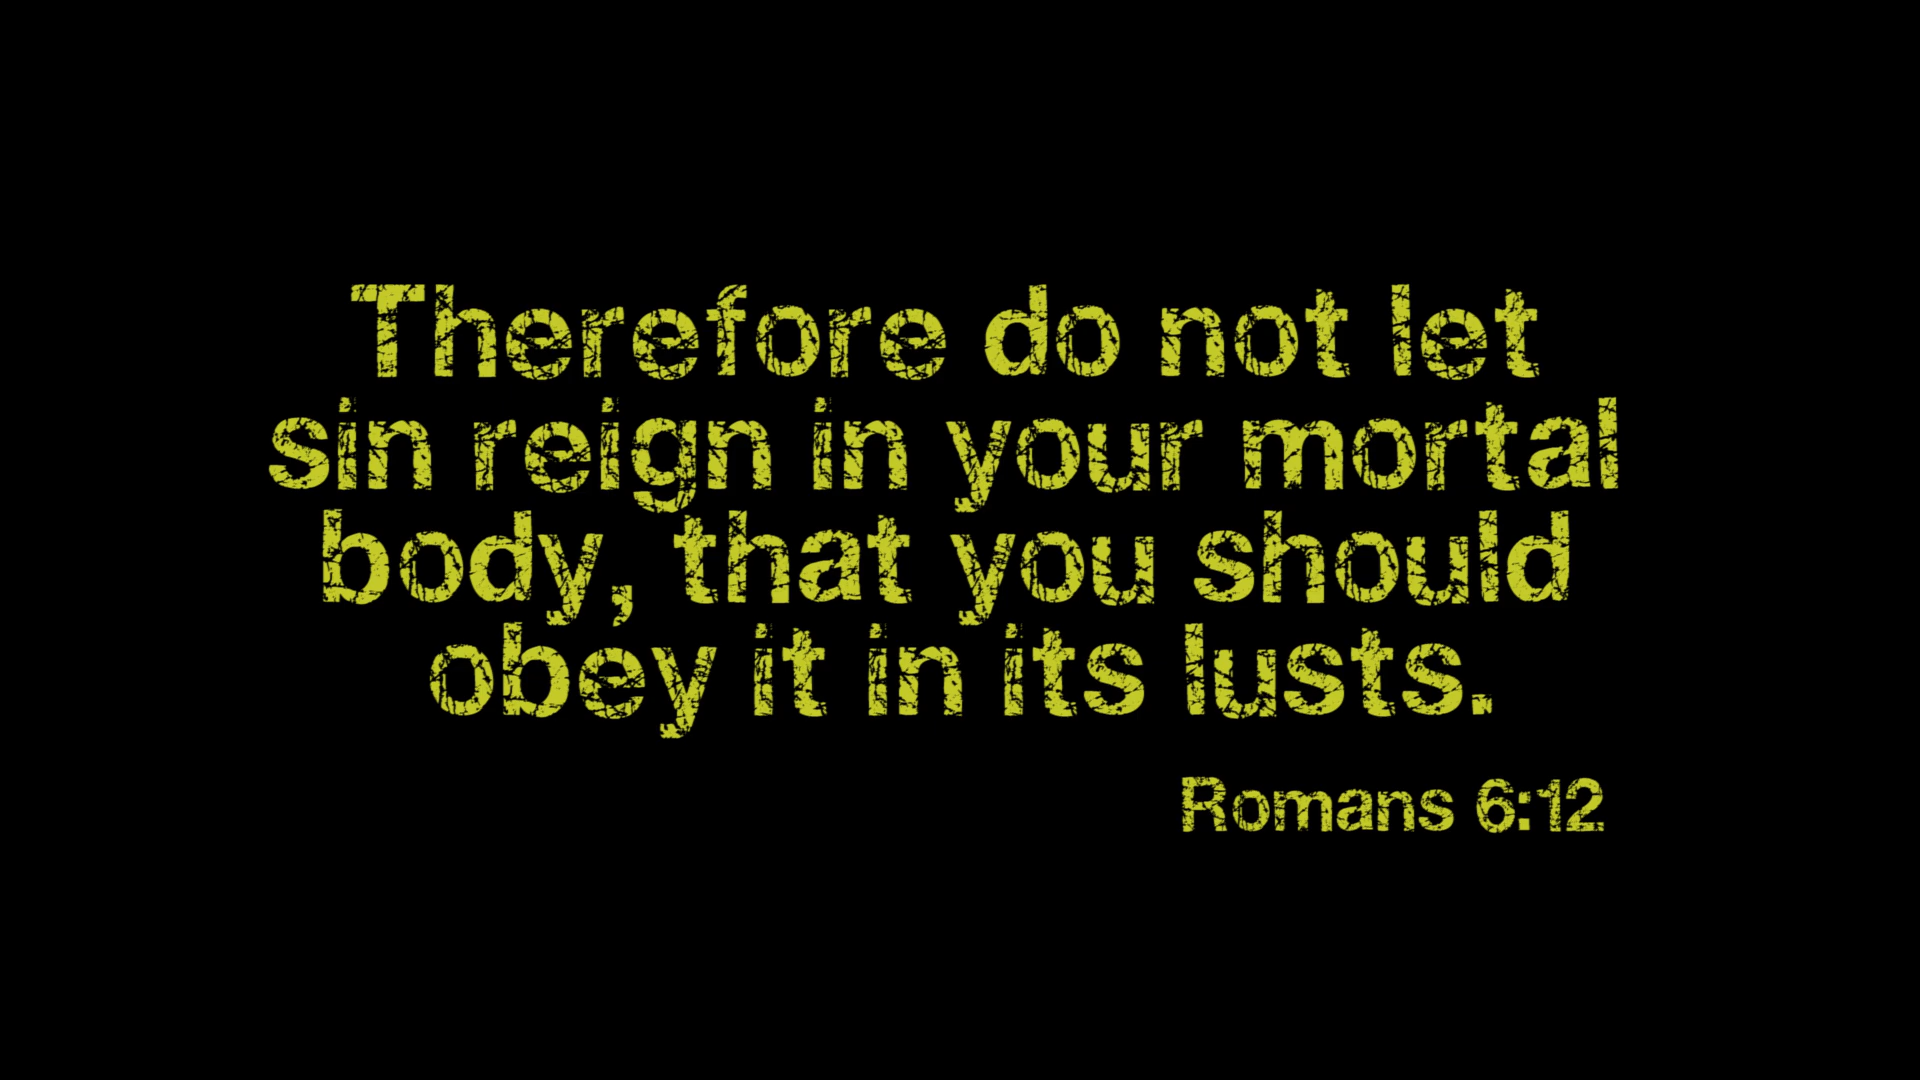 Therefore do not let
sin reign in your mortal
body, that you should
obey it in its lusts.
Romans 6:12